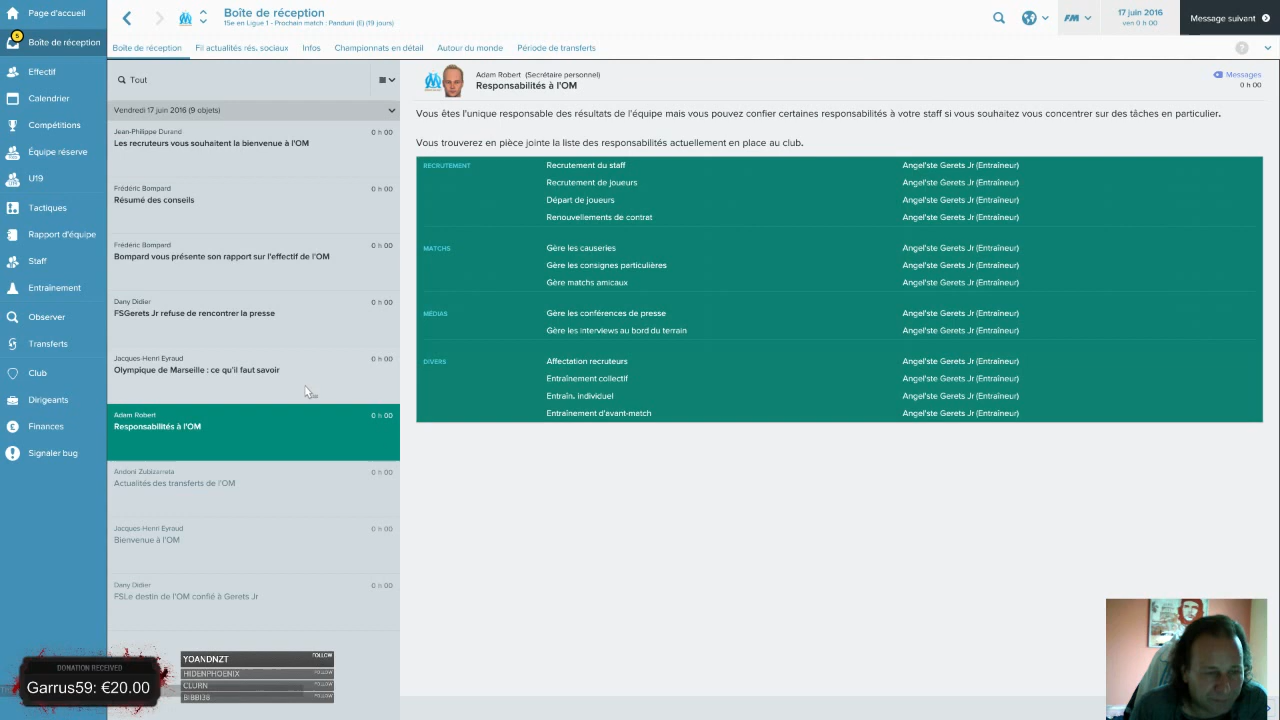 Page d'accueil
5
Boîte de réception
Effectif
Calendrier
Compétitions
Équipe réserve
U19
Tactiques
Rapport d'équipe
Staff
Entraînement
Observer
Transferts
Club
Dirigeants
Finances
Signaler bug
Boîte de réception
15e en Ligue 1 - Prochain match : Panduni (E) (19 jours)
FM
17 juin 2016
ven 0 h 00
Message suivant
Boîte de réception
Fil actualités rés. sociaux
Infos
Championnats en détail
Autour du monde
Période de transferts
?
Tout
Vendredi 17 juin 2016 (9 objets)
Jean-Philippe Durand 0 h 00
Les recruteurs vous souhaitent la bienvenue à l'OM
Frédéric Bompard 0 h 00
Résumé des conseils
Frédéric Bompard 0 h 00
Bompard vous présente son rapport sur l'effectif de l'OM
Dany Didier 0 h 00
FSGerets Jr refuse de rencontrer la presse
Jacques-Henri Eyraud 0 h 00
Olympique de Marseille : ce qu'il faut savoir
Adam Robert 0 h 00
Responsabilités à l'OM
Andoni Zubizarreta 0 h 00
Actualités des transferts de l'OM
Jacques-Henri Eyraud 0 h 00
Bienvenue à l'OM
Dany Didier 0 h 00
FSLe destin de l'OM confié à Gerets Jr
Adam Robert (Secrétaire personnel)
Responsabilités à l'OM
Messages
0 h 00
Vous êtes l'unique responsable des résultats de l'équipe mais vous pouvez confier certaines responsabilités à votre staff si vous souhaitez vous concentrer sur des tâches en particulier.
Vous trouverez en pièce jointe la liste des responsabilités actuellement en place au club.
RECRUTEMENT Recrutement du staff Angel'ste Gerets Jr (Entraîneur)
Recrutement de joueurs Angel'ste Gerets Jr (Entraîneur)
Départ de joueurs Angel'ste Gerets Jr (Entraîneur)
Renouvellements de contrat Angel'ste Gerets Jr (Entraîneur)
MATCHS Gère les causeries Angel'ste Gerets Jr (Entraîneur)
Gère les consignes particulières Angel'ste Gerets Jr (Entraîneur)
Gère matchs amicaux Angel'ste Gerets Jr (Entraîneur)
MÉDIAS Gère les conférences de presse Angel'ste Gerets Jr (Entraîneur)
Gère les interviews au bord du terrain Angel'ste Gerets Jr (Entraîneur)
DIVERS Affectation recruteurs Angel'ste Gerets Jr (Entraîneur)
Entraînement collectif Angel'ste Gerets Jr (Entraîneur)
Entraîn. individuel Angel'ste Gerets Jr (Entraîneur)
Entraînement d'avant-match Angel'ste Gerets Jr (Entraîneur)
DONATION RECEIVED
Garrus59: €20.00
YOANDNZT FOLLOW
HIDENPHOENIX FOLLOW
CLURN FOLLOW
BIBBI38 FOLLOW